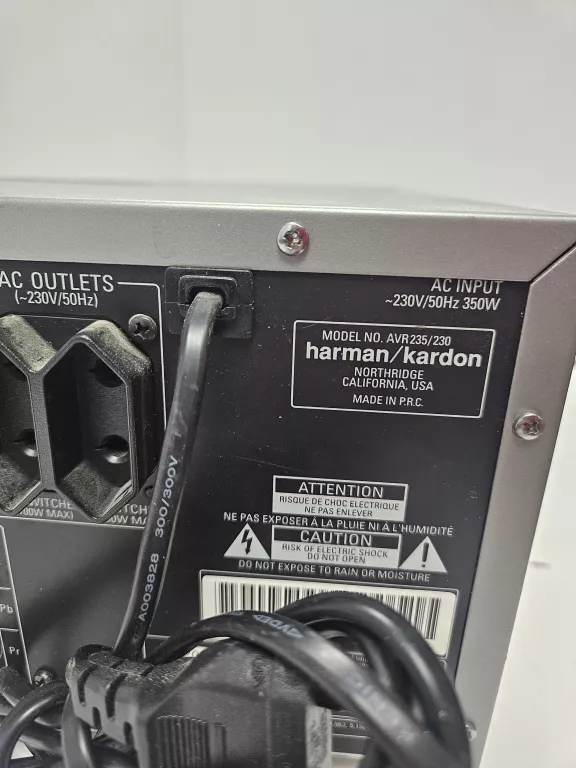 AC OUTLETS
(~230V/50Hz)
AC INPUT
~230V/50Hz 350W
MODEL NO. AVR235/230
harman/kardon
NORTHRIDGE
CALIFORNIA, USA
MADE IN P.R.C.
A003828 300/300V
ATTENTION
RISQUE DE CHOC ELECTRIQUE
NE PAS ENLEVER
NE PAS EXPOSER À LA PLUIE NI À L'HUMIDITÉ
CAUTION
RISK OF ELECTRIC SHOCK
DO NOT OPEN
DO NOT EXPOSE TO RAIN OR MOISTURE
Pb
Pr